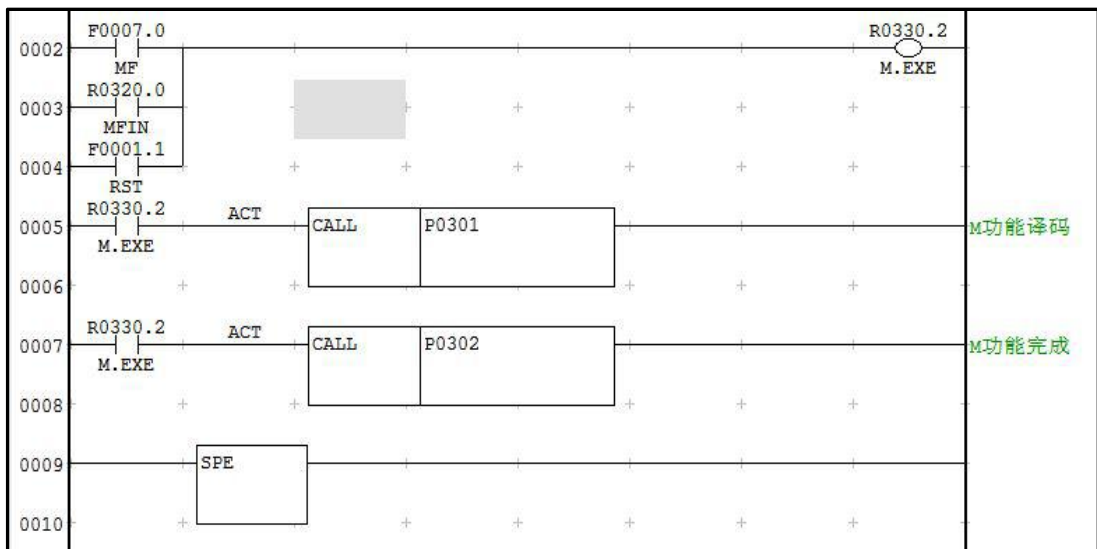 F0007.0 R0330.2
0002
MF M.EXE
R0320.0
0003
MFIN
F0001.1
0004
RST
R0330.2 ACT
0005 CALL P0301 M功能译码
M.EXE
0006
R0330.2 ACT
0007 CALL P0302 M功能完成
M.EXE
0008
0009 SPE
0010